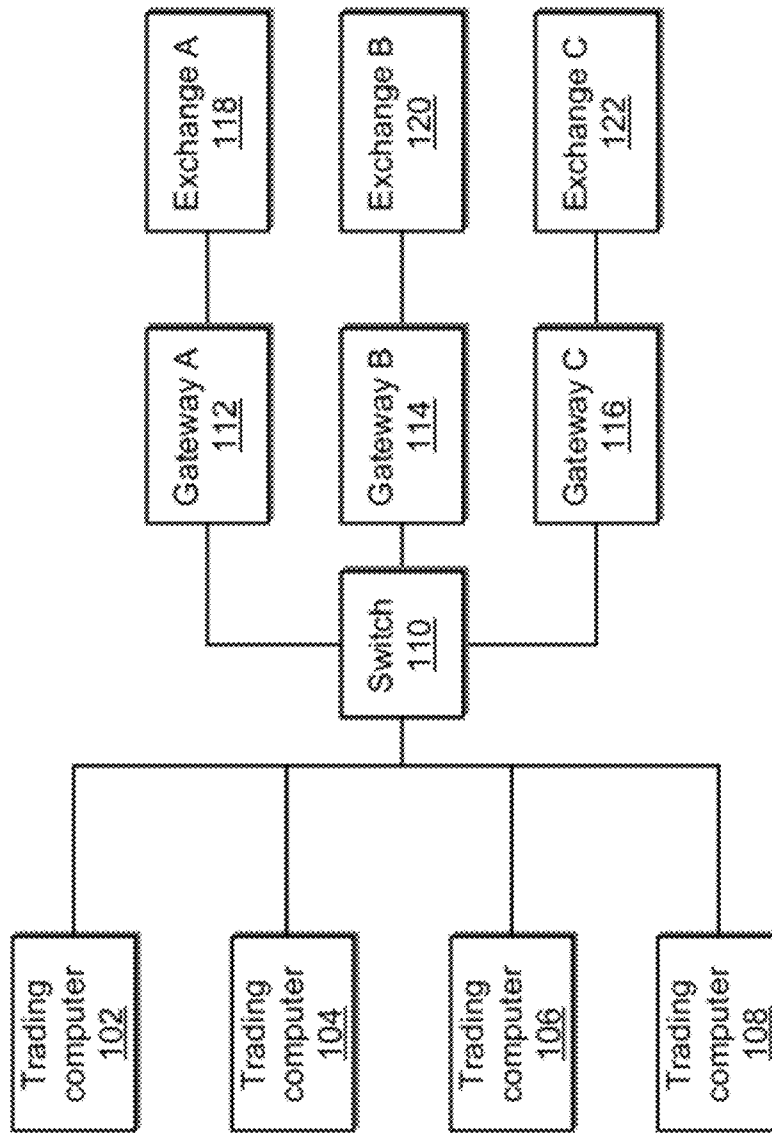 Trading
computer
102
Trading
computer
104
Trading
computer
106
Trading
computer
108
Switch
110
Gateway A
112
Gateway B
114
Gateway C
116
Exchange A
118
Exchange B
120
Exchange C
122